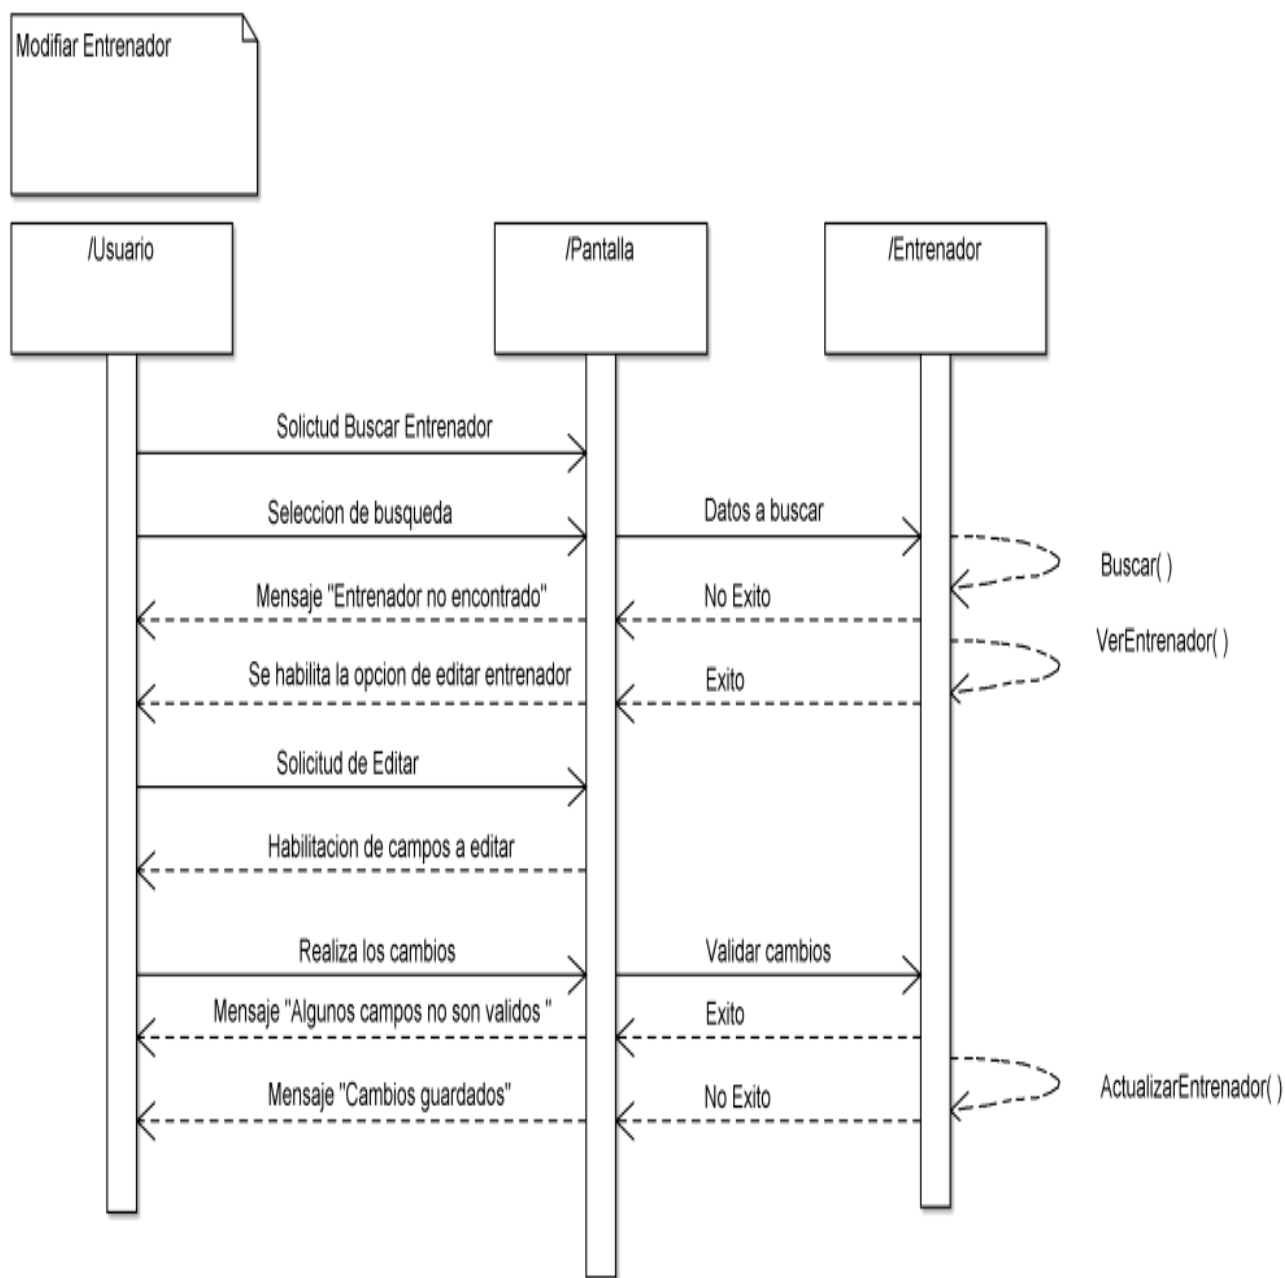 Modifiar Entrenador
/Usuario
/Pantalla
/Entrenador
Solictud Buscar Entrenador
Seleccion de busqueda
Datos a buscar
Buscar( )
Mensaje "Entrenador no encontrado"
No Exito
VerEntrenador( )
Se habilita la opcion de editar entrenador
Exito
Solicitud de Editar
Habilitacion de campos a editar
Realiza los cambios
Validar cambios
Mensaje "Algunos campos no son validos "
Exito
Mensaje "Cambios guardados"
No Exito
ActualizarEntrenador( )